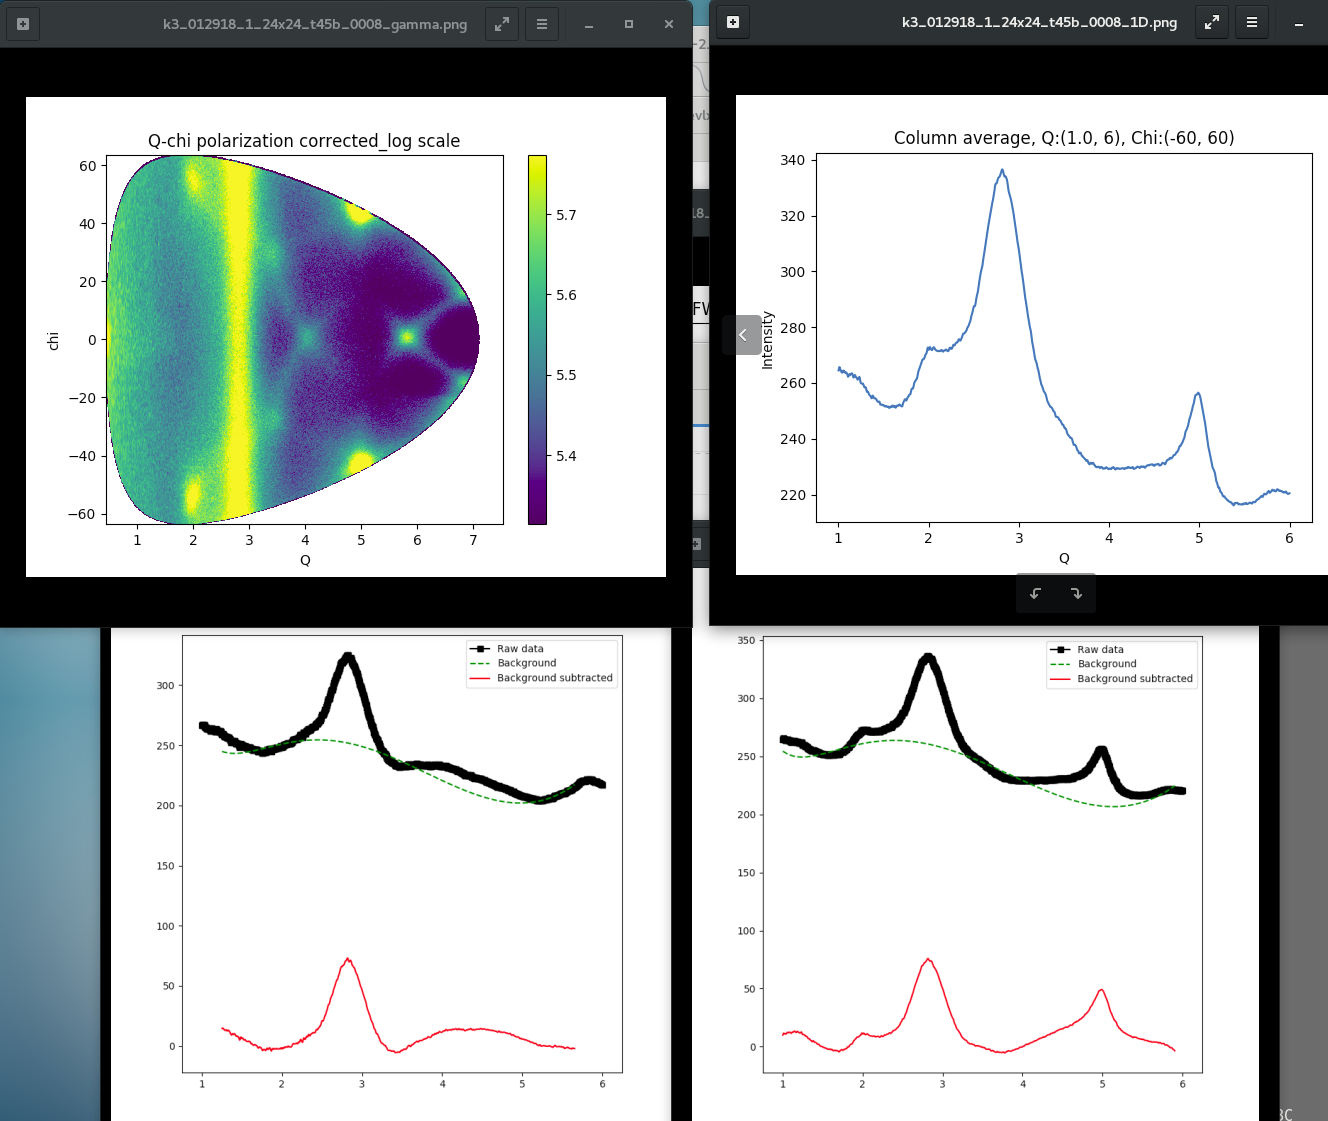 k3_012918_1_24x24_t45b_0008_gamma.png
Q-chi polarization corrected_log scale
60
40
20
0
−20
−40
−60
chi
1 2 3 4 5 6 7
Q
5.7
5.6
5.5
5.4
k3_012918_1_24x24_t45b_0008_1D.png
Column average, Q:(1.0, 6), Chi:(-60, 60)
340
320
300
280
260
240
220
Intensity
1 2 3 4 5 6
Q
Raw data
Background
Background subtracted
300
250
200
150
100
50
0
1 2 3 4 5 6
Raw data
Background
Background subtracted
350
300
250
200
150
100
50
0
1 2 3 4 5 6